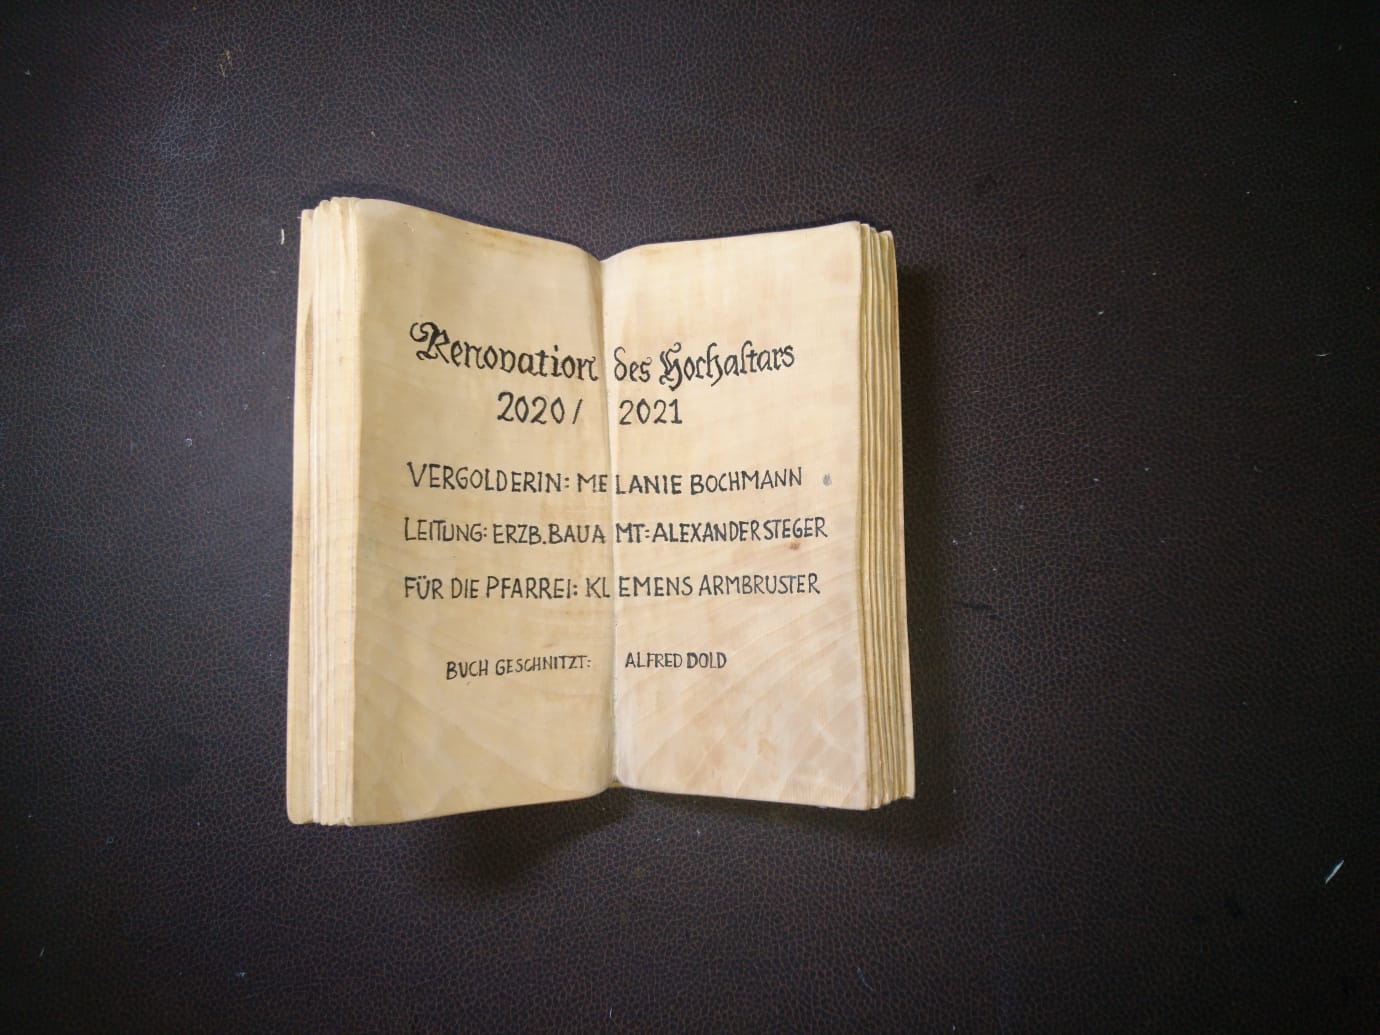 Renovation des Hochaltars
2020/ 2021
VERGOLDERIN: MELANIE BOCHMANN
LEITUNG: ERZB. BAUAMT: ALEXANDER STEGER
FÜR DIE PFARREI: KLEMENS ARMBRUSTER
BUCH GESCHNITZT: ALFRED DOLD